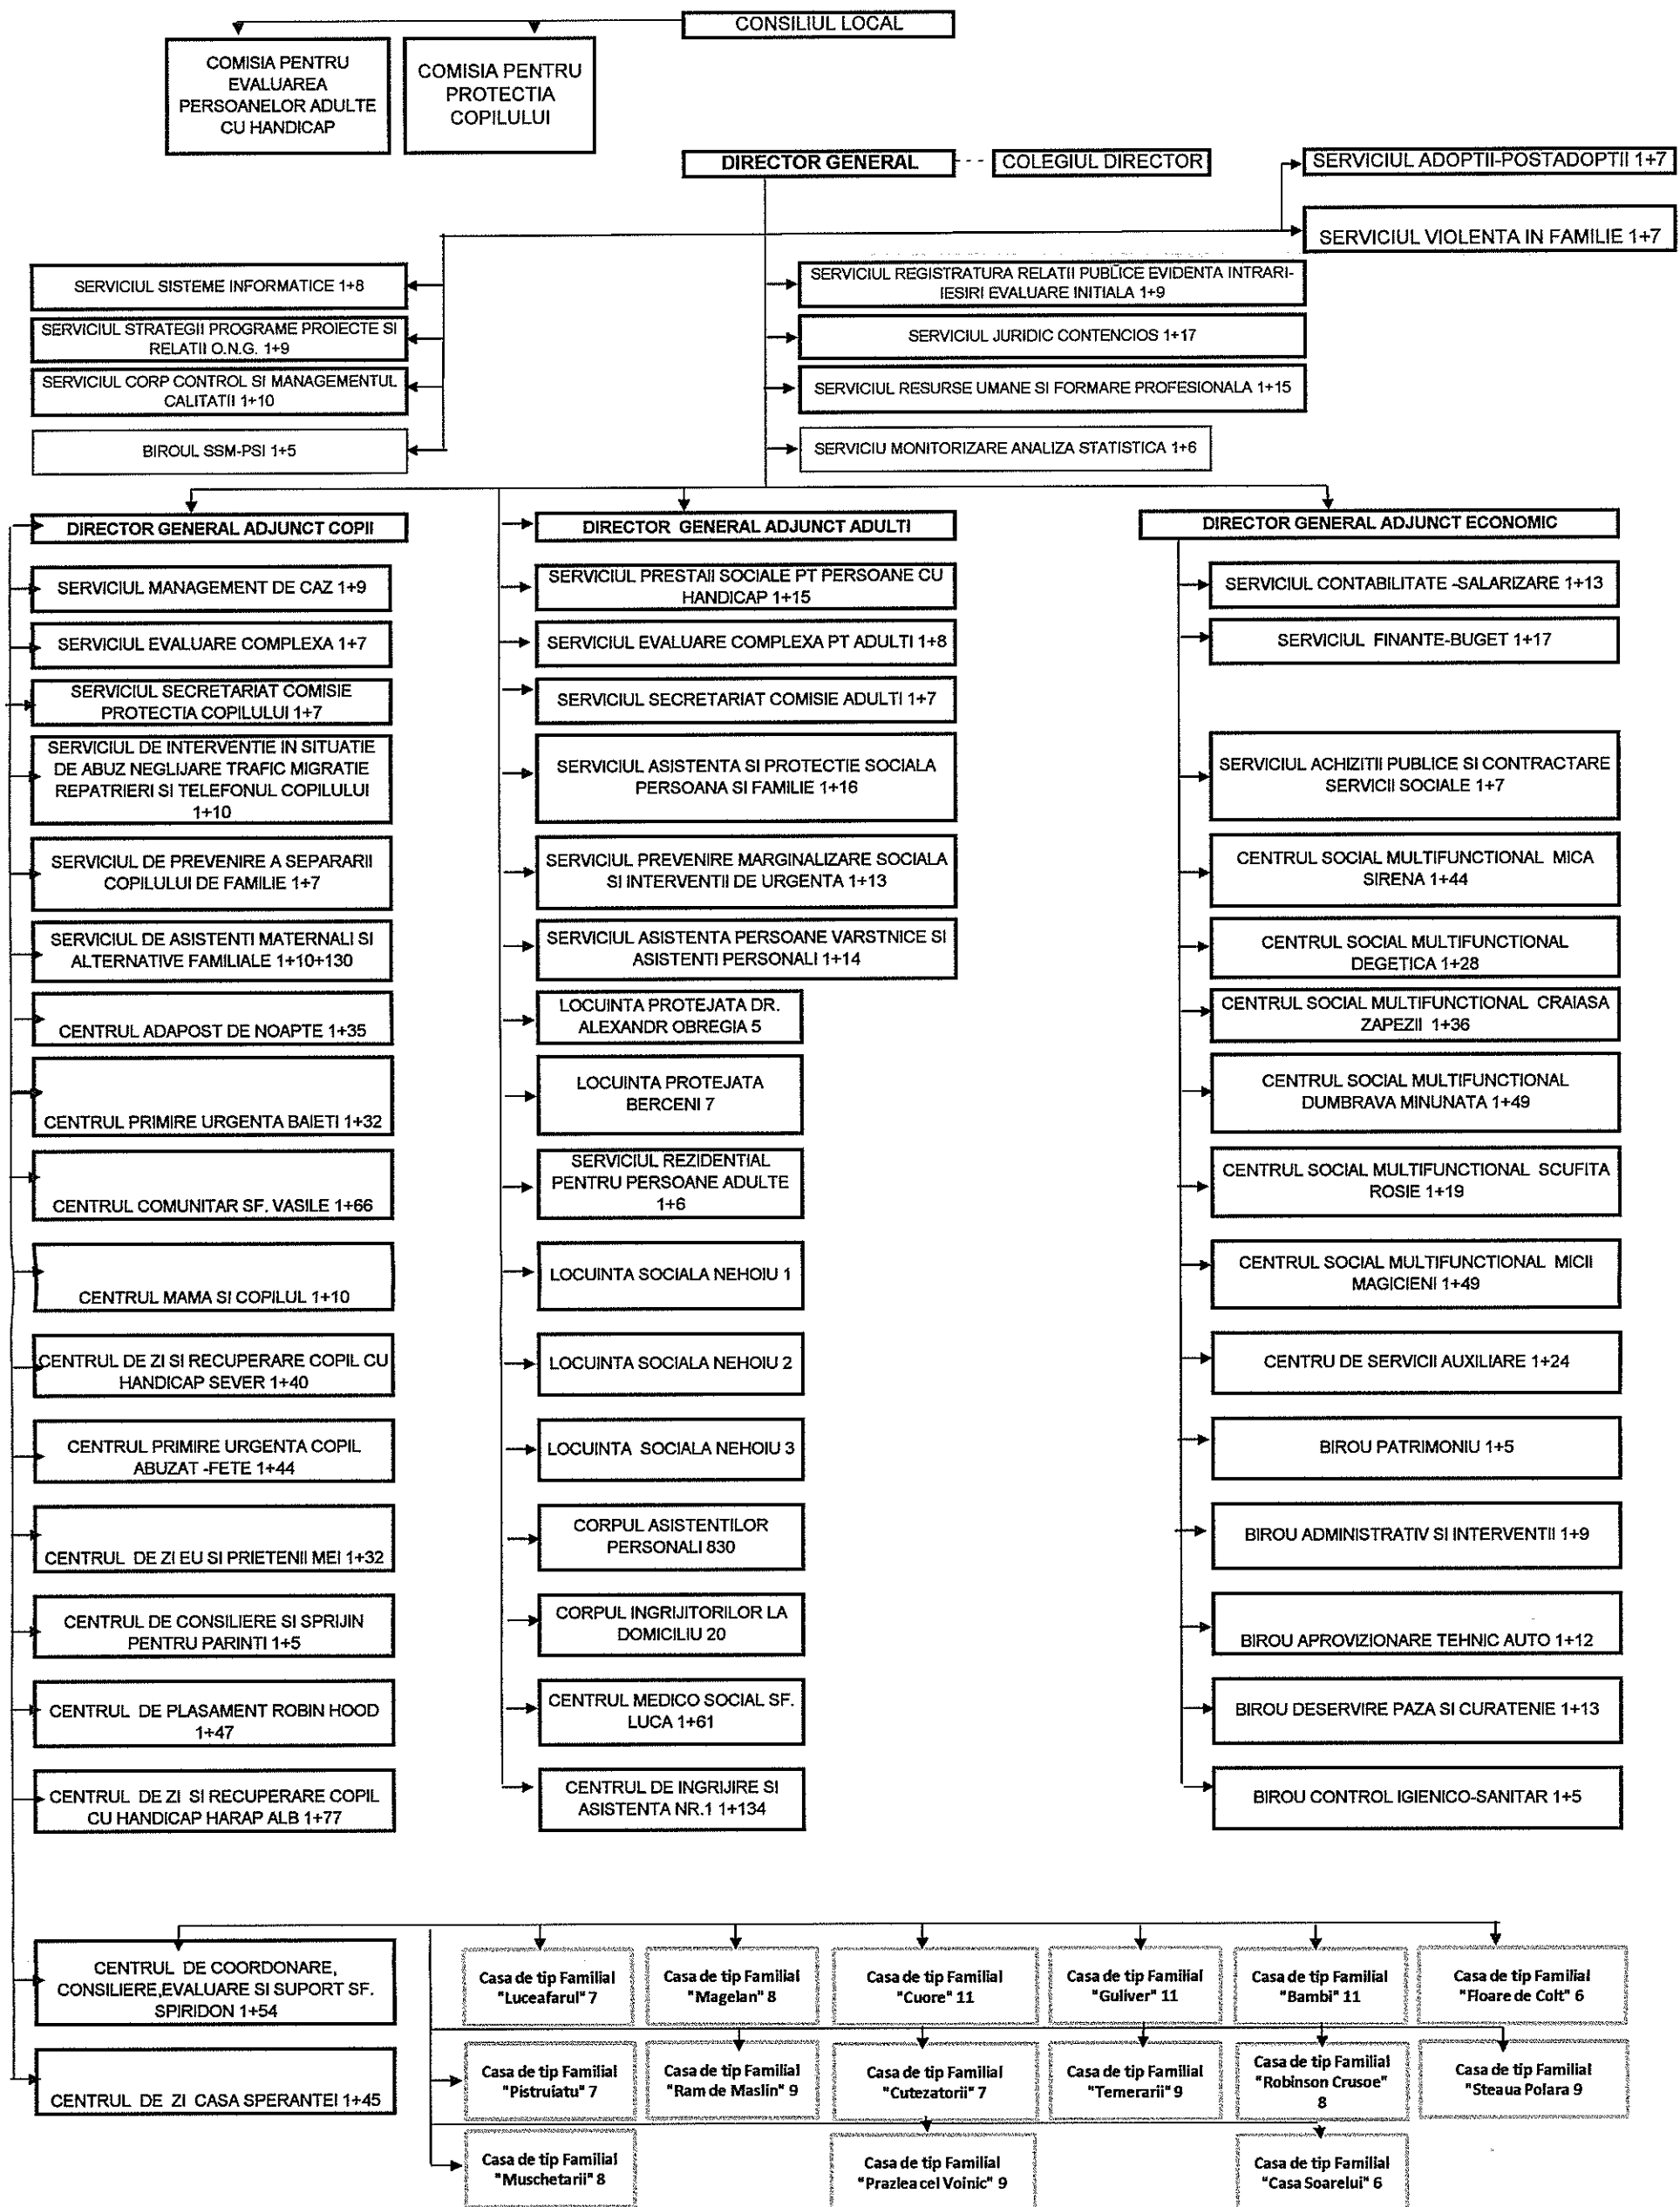 CONSILIUL LOCAL
COMISIA PENTRU
EVALUAREA
PERSOANELOR ADULTE
CU HANDICAP
COMISIA PENTRU
PROTECTIA
COPILULUI
DIRECTOR GENERAL
COLEGIUL DIRECTOR
SERVICIUL ADOPTII-POSTADOPTII 1+7
SERVICIUL VIOLENTA IN FAMILIE 1+7
SERVICIUL SISTEME INFORMATICE 1+8
SERVICIUL STRATEGII PROGRAME PROIECTE SI
RELATII O.N.G. 1+9
SERVICIUL CORP CONTROL SI MANAGEMENTUL
CALITATII 1+10
BIROUL SSM-PSI 1+5
SERVICIUL REGISTRATURA RELATII PUBLICE EVIDENTA INTRARI-
IESIRI EVALUARE INITIALA 1+9
SERVICIUL JURIDIC CONTENCIOS 1+17
SERVICIUL RESURSE UMANE SI FORMARE PROFESIONALA 1+15
SERVICIU MONITORIZARE ANALIZA STATISTICA 1+6
DIRECTOR GENERAL ADJUNCT COPII
SERVICIUL MANAGEMENT DE CAZ 1+9
SERVICIUL EVALUARE COMPLEXA 1+7
SERVICIUL SECRETARIAT COMISIE
PROTECTIA COPILULUI 1+7
SERVICIUL DE INTERVENTIE IN SITUATIE
DE ABUZ NEGLIJARE TRAFIC MIGRATIE
REPATRIERI SI TELEFONUL COPILULUI
1+10
SERVICIUL DE PREVENIRE A SEPARARII
COPILULUI DE FAMILIE 1+7
SERVICIUL DE ASISTENTI MATERNALI SI
ALTERNATIVE FAMILIALE 1+10+130
CENTRUL ADAPOST DE NOAPTE 1+35
CENTRUL PRIMIRE URGENTA BAIETI 1+32
CENTRUL COMUNITAR SF. VASILE 1+66
CENTRUL MAMA SI COPILUL 1+10
CENTRUL DE ZI SI RECUPERARE COPIL CU
HANDICAP SEVER 1+40
CENTRUL PRIMIRE URGENTA COPIL
ABUZAT -FETE 1+44
CENTRUL DE ZI EU SI PRIETENII MEI 1+32
CENTRUL DE CONSILIERE SI SPRIJIN
PENTRU PARINTI 1+5
CENTRUL DE PLASAMENT ROBIN HOOD
1+47
CENTRUL DE ZI SI RECUPERARE COPIL
CU HANDICAP HARAP ALB 1+77
DIRECTOR GENERAL ADJUNCT ADULTI
SERVICIUL PRESTAII SOCIALE PT PERSOANE CU
HANDICAP 1+15
SERVICIUL EVALUARE COMPLEXA PT ADULTI 1+8
SERVICIUL SECRETARIAT COMISIE ADULTI 1+7
SERVICIUL ASISTENTA SI PROTECTIE SOCIALA
PERSOANA SI FAMILIE 1+16
SERVICIUL PREVENIRE MARGINALIZARE SOCIALA
SI INTERVENTII DE URGENTA 1+13
SERVICIUL ASISTENTA PERSOANE VARSTNICE SI
ASISTENTI PERSONALI 1+14
LOCUINTA PROTEJATA DR.
ALEXANDR OBREGIA 5
LOCUINTA PROTEJATA
BERCENI 7
SERVICIUL REZIDENTIAL
PENTRU PERSOANE ADULTE
1+6
LOCUINTA SOCIALA NEHOIU 1
LOCUINTA SOCIALA NEHOIU 2
LOCUINTA SOCIALA NEHOIU 3
CORPUL ASISTENTILOR
PERSONALI 830
CORPUL INGRIJITORILOR LA
DOMICILIU 20
CENTRUL MEDICO SOCIAL SF.
LUCA 1+61
CENTRUL DE INGRIJIRE SI
ASISTENTA NR.1 1+134
DIRECTOR GENERAL ADJUNCT ECONOMIC
SERVICIUL CONTABILITATE -SALARIZARE 1+13
SERVICIUL FINANTE-BUGET 1+17
SERVICIUL ACHIZITII PUBLICE SI CONTRACTARE
SERVICII SOCIALE 1+7
CENTRUL SOCIAL MULTIFUNCTIONAL MICA
SIRENA 1+44
CENTRUL SOCIAL MULTIFUNCTIONAL
DEGETICA 1+28
CENTRUL SOCIAL MULTIFUNCTIONAL CRAIASA
ZAPEZII 1+36
CENTRUL SOCIAL MULTIFUNCTIONAL
DUMBRAVA MINUNATA 1+49
CENTRUL SOCIAL MULTIFUNCTIONAL SCUFITA
ROSIE 1+19
CENTRUL SOCIAL MULTIFUNCTIONAL MICII
MAGICIENI 1+49
CENTRU DE SERVICII AUXILIARE 1+24
BIROU PATRIMONIU 1+5
BIROU ADMINISTRATIV SI INTERVENTII 1+9
BIROU APROVIZIONARE TEHNIC AUTO 1+12
BIROU DESERVIRE PAZA SI CURATENIE 1+13
BIROU CONTROL IGIENICO-SANITAR 1+5
CENTRUL DE COORDONARE,
CONSILIERE,EVALUARE SI SUPORT SF.
SPIRIDON 1+54
CENTRUL DE ZI CASA SPERANTEI 1+45
Casa de tip Familial
"Luceafarul" 7
Casa de tip Familial
"Magelan" 8
Casa de tip Familial
"Cuore" 11
Casa de tip Familial
"Guliver" 11
Casa de tip Familial
"Bambi" 11
Casa de tip Familial
"Floare de Colt" 6
Casa de tip Familial
"Pistruiatu" 7
Casa de tip Familial
"Ram de Maslin" 9
Casa de tip Familial
"Cutezatorii" 7
Casa de tip Familial
"Temerarii" 9
Casa de tip Familial
"Robinson Crusoe"
8
Casa de tip Familial
"Steaua Polara 9
Casa de tip Familial
"Muschetarii" 8
Casa de tip Familial
"Prazlea cel Voinic" 9
Casa de tip Familial
"Casa Soarelui" 6